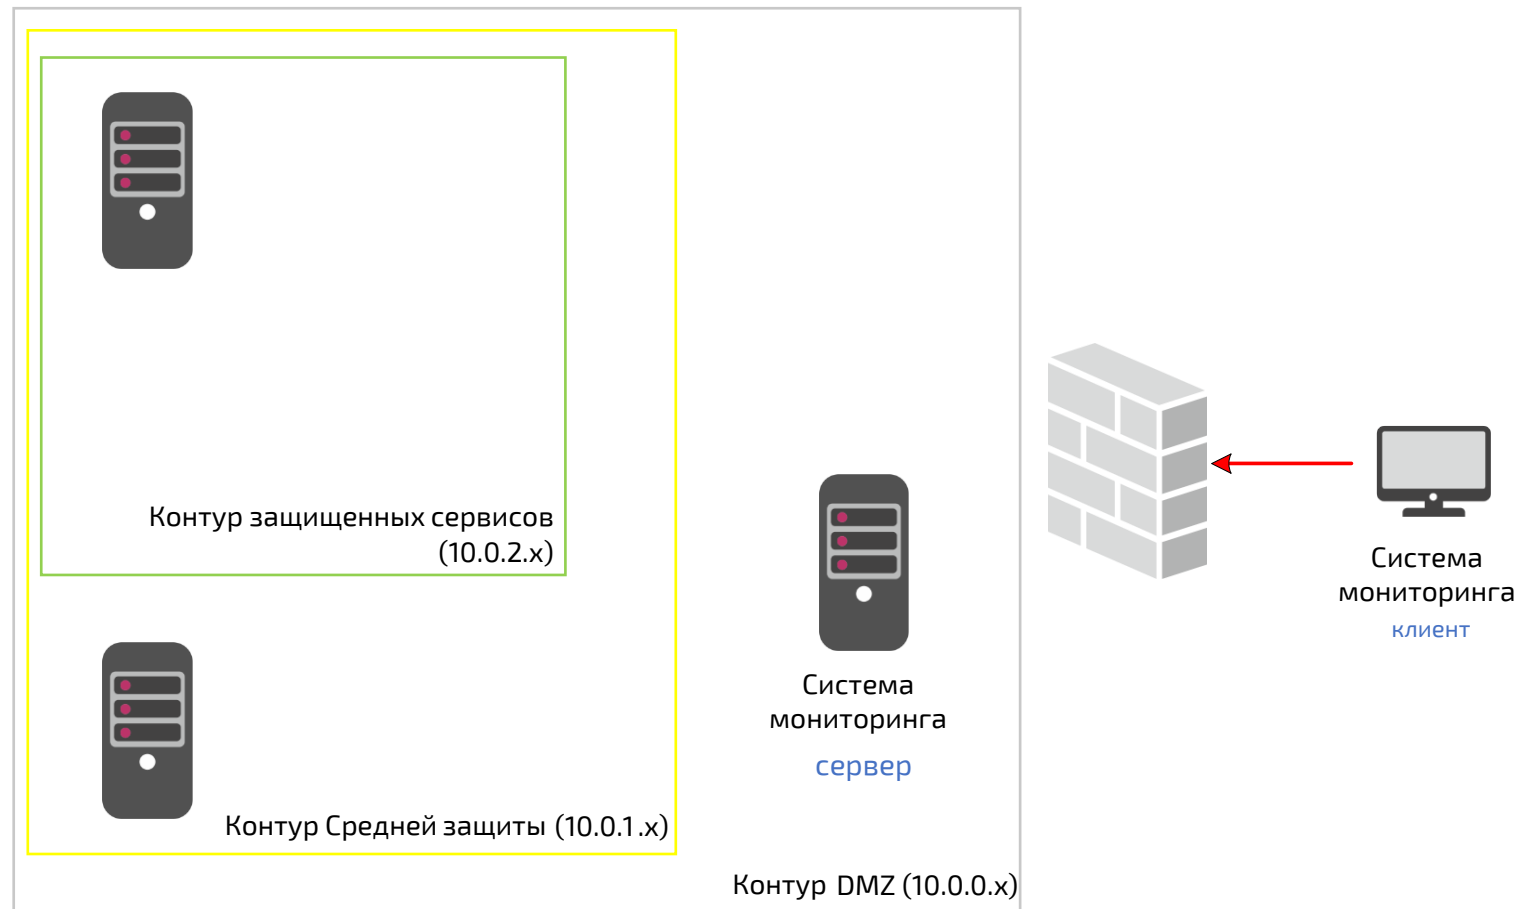 Контур защищенных сервисов
(10.0.2.x)
Система
мониторинга
клиент
Система
мониторинга
сервер
Контур Средней защиты (10.0.1.x)
Контур DMZ (10.0.0.x)